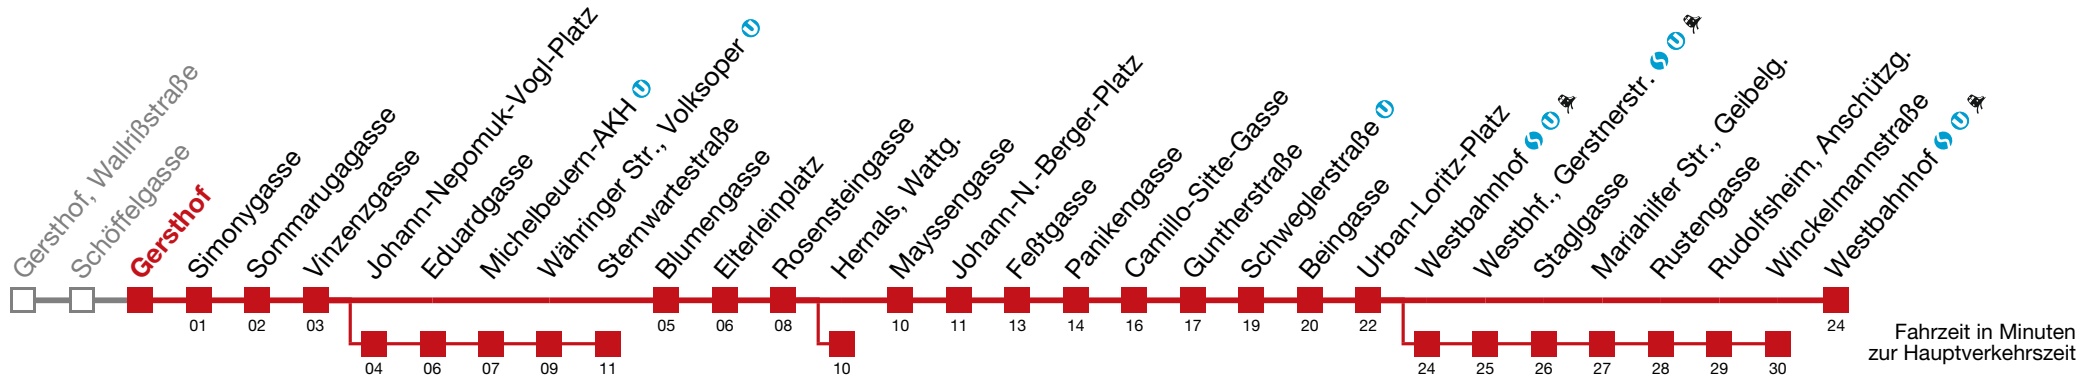 Gersthof, Wallrißstraße
Schöffelgasse
Gersthof
Simonygasse
Sommarugagasse
Vinzenzgasse
Johann-Nepomuk-Vogl-Platz
Eduardgasse
Michelbeuern-AKH U
Währinger Str., Volksoper U
Sternwartestraße
Blumengasse
Elterleinplatz
Rosensteingasse
Hernals, Wattg.
Mayssengasse
Johann-N.-Berger-Platz
Feßtgasse
Panikengasse
Camillo-Sitte-Gasse
Guntherstraße
Schweglerstraße U
Beingasse
Urban-Loritz-Platz
Westbahnhof S U
Westbhf., Gerstnerstr. S U
Staglgasse
Mariahilfer Str., Geibelg.
Rustengasse
Rudolfsheim, Anschützg.
Winckelmannstraße
Westbahnhof S U
01 02 03 05 06 08 10 11 13 14 16 17 19 20 22 24
04 06 07 09 11 10 24 25 26 27 28 29 30
Fahrzeit in Minuten
zur Hauptverkehrszeit